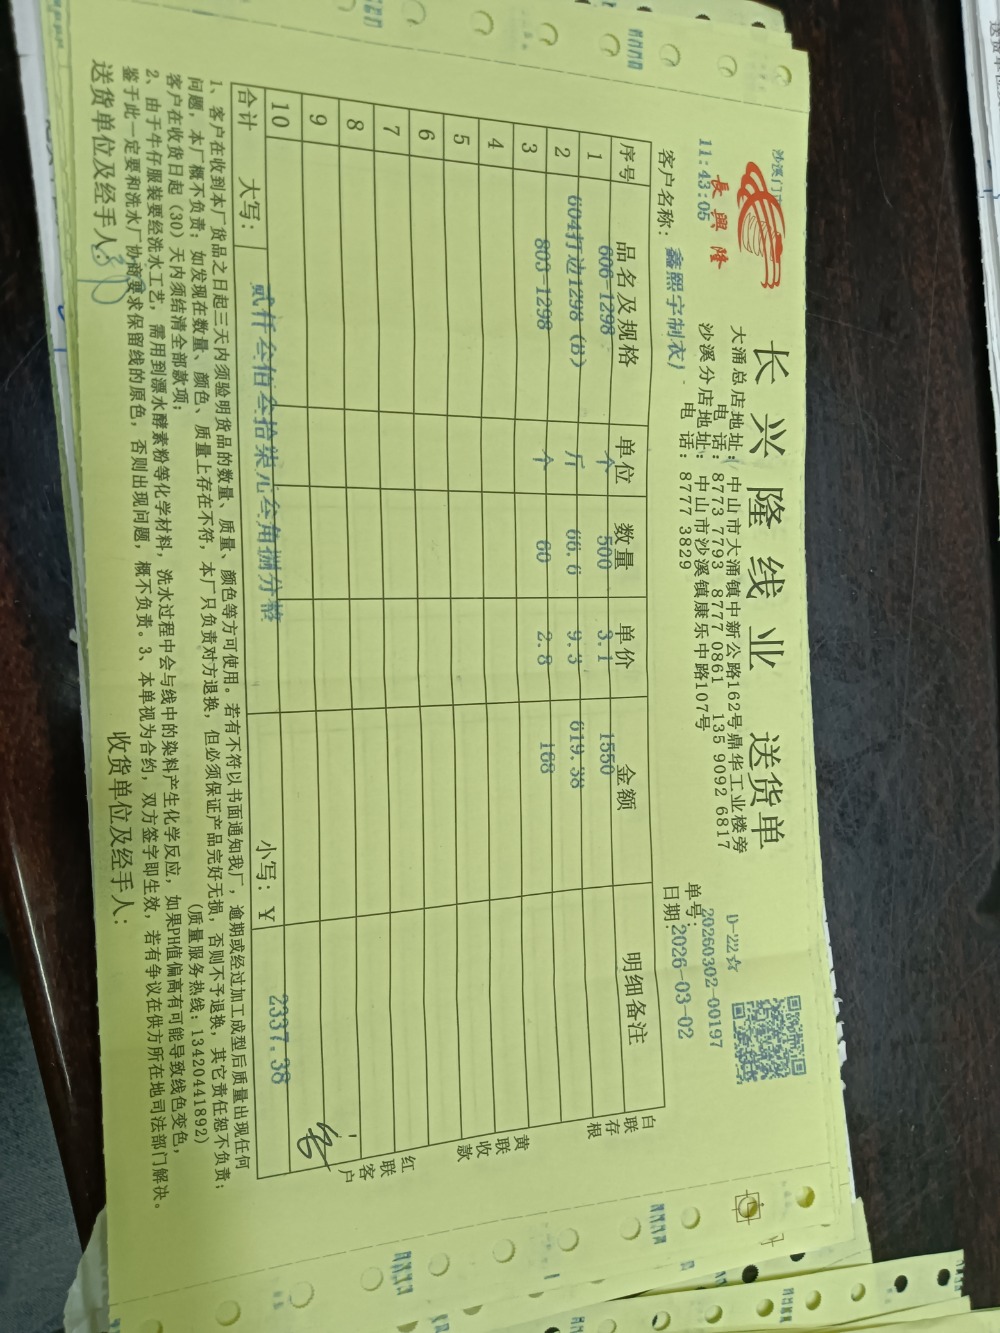 沙溪门
11:43:05
長興隆
长兴隆线业 送货单
大涌总店地址: 中山市大涌镇中新公路162号鼎华工业楼旁
电 话: 8773 7793 8777 0861 135 9092 6817
沙溪分店地址: 中山市沙溪镇康乐中路107号
电 话: 8777 3829
D-22☆
单号: 20260302-00197
客户名称: 鑫熙宇制衣厂
日期: 2026-03-02
序号 品名及规格 单位 数量 单价 金额 明细备注
1 606-1298 个 500 3.1 1550
2 604打边1298（B） 斤 66.6 9.3 619.38
3 803-1298 个 60 2.8 168
4
5
6
7
8
9
10
合计 大写: 贰仟叁佰叁拾柒元叁角捌分整 小写: ¥ 2337.38
白联存根
黄联收款
红联客户
1、客户在收到本厂货品之日起三天内须验明货品的数量、质量、颜色等方可使用。若有不符以书面通知我厂，逾期或经过加工成型后质量出现任何
问题，本厂概不负责；如发现在数量、颜色、质量上存在不符，本厂只负责对方退换，但必须保证产品完好无损，否则不予退换，其它责任恕不负责；
客户在收货日起（30）天内须结清全部款项；
(质量服务热线: 13420441892)
2、由于牛仔服装要经洗水工艺，需用到漂水酵素粉等化学材料，洗水过程中会与线中的染料产生化学反应，如果PH值偏高有可能导致线色变色，
鉴于此一定要和洗水厂协商要求保留线的原色，否则出现问题，概不负责。3、本单视为合约，双方签字即生效，若有争议在供方所在地司法部门解决。
送货单位及经手人:
收货单位及经手人: